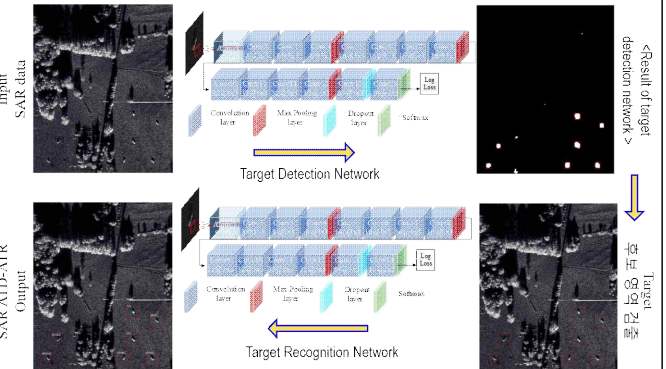 Input
SAR data
Log
Loss
Convolution
layer
Max Pooling
layer
Dropout
layer
Softmax
Target Detection Network
<Result of target
detection network >
SAR ATD-ATR
Output
Log
Loss
Convolution
layer
Max Pooling
layer
Dropout
layer
Softmax
Target Recognition Network
Target
후보 영역 검출